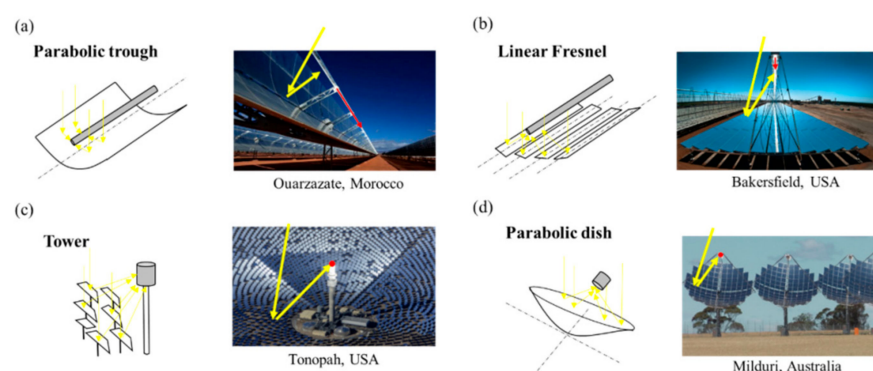 (a)
Parabolic trough
Ouarzazate, Morocco
(b)
Linear Fresnel
Bakersfield, USA
(c)
Tower
Tonopah, USA
(d)
Parabolic dish
Milduri, Australia